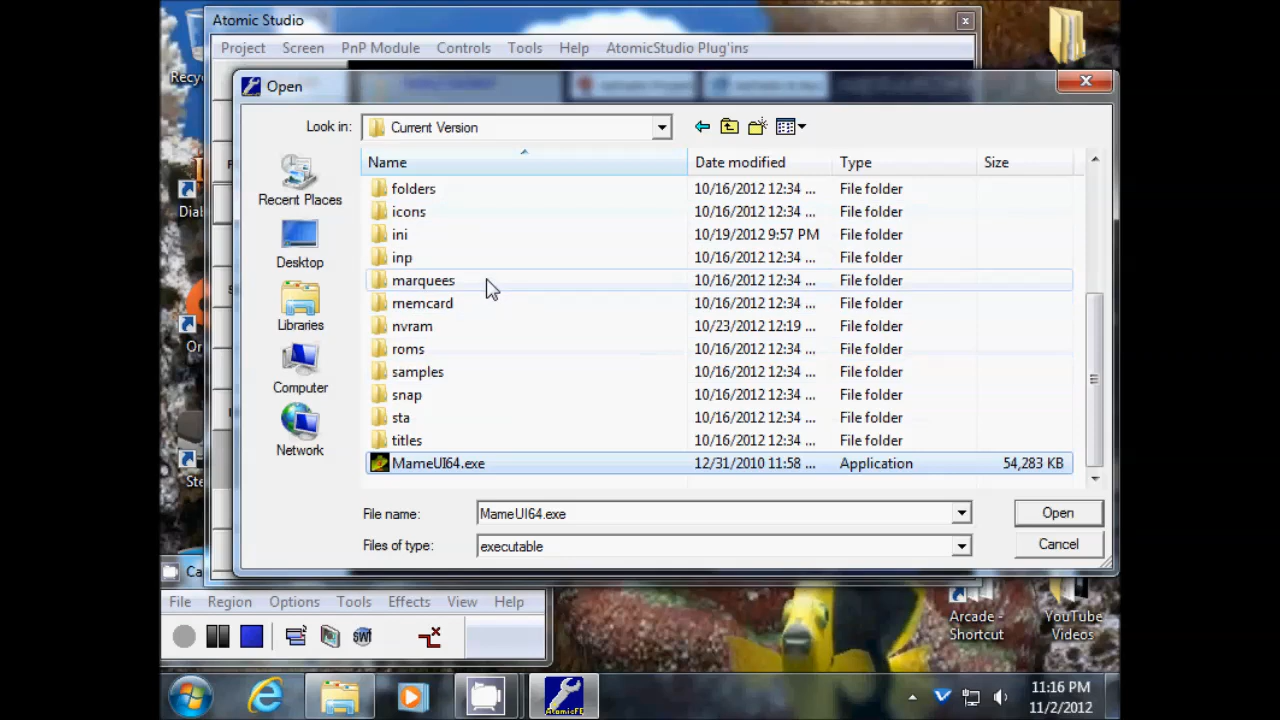 Atomic Studio
Project Screen PnP Module Controls Tools Help AtomicStudio Plug'ins
Open
Look in: Current Version
Name Date modified Type Size
folders 10/16/2012 12:34 ... File folder
icons 10/16/2012 12:34 ... File folder
ini 10/19/2012 9:57 PM File folder
inp 10/16/2012 12:34 ... File folder
marquees 10/16/2012 12:34 ... File folder
memcard 10/16/2012 12:34 ... File folder
nvram 10/23/2012 12:19 ... File folder
roms 10/16/2012 12:34 ... File folder
samples 10/16/2012 12:34 ... File folder
snap 10/16/2012 12:34 ... File folder
sta 10/16/2012 12:34 ... File folder
titles 10/16/2012 12:34 ... File folder
MameUI64.exe 12/31/2010 11:58 ... Application 54,283 KB
Recent Places
Desktop
Libraries
Computer
Network
File name: MameUI64.exe Open
Files of type: executable Cancel
Recy
Diab
Or
Ste
Ca
File Region Options Tools Effects View Help
swf
Arcade -
Shortcut
YouTube
Videos
AtomicFE
11:16 PM
11/2/2012